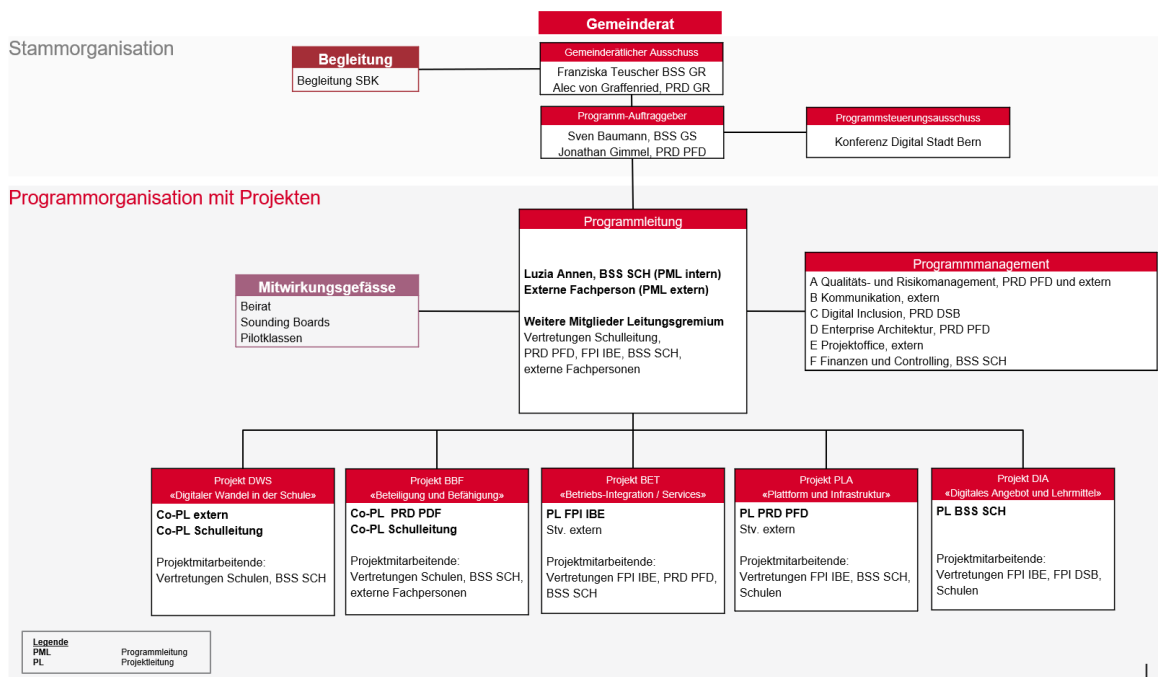 Gemeinderat
Stammorganisation
Begleitung
Begleitung SBK
Gemeinderätlicher Ausschuss
Franziska Teuscher BSS GR
Alec von Graffenried, PRD GR
Programm-Auftraggeber
Sven Baumann, BSS GS
Jonathan Gimmel, PRD PFD
Programmsteuerungsausschuss
Konferenz Digital Stadt Bern
Programmorganisation mit Projekten
Programmleitung
Luzia Annen, BSS SCH (PML intern)
Externe Fachperson (PML extern)
Weitere Mitglieder Leitungsgremium
Vertretungen Schulleitung,
PRD PFD, FPI IBE, BSS SCH,
externe Fachpersonen
Mitwirkungsgefässe
Beirat
Sounding Boards
Pilotklassen
Programmmanagement
A Qualitäts- und Risikomanagement, PRD PFD und extern
B Kommunikation, extern
C Digital Inclusion, PRD DSB
D Enterprise Architektur, PRD PFD
E Projektoffice, extern
F Finanzen und Controlling, BSS SCH
Projekt DWS
«Digitaler Wandel in der Schule»
Co-PL extern
Co-PL Schulleitung
Projektmitarbeitende:
Vertretungen Schulen, BSS SCH
Projekt BBF
«Beteiligung und Befähigung»
Co-PL PRD PDF
Co-PL Schulleitung
Projektmitarbeitende:
Vertretungen Schulen, BSS SCH,
externe Fachpersonen
Projekt BET
«Betriebs-Integration / Services»
PL FPI IBE
Stv. extern
Projektmitarbeitende:
Vertretungen FPI IBE, PRD PFD,
BSS SCH
Projekt PLA
«Plattform und Infrastruktur»
PL PRD PFD
Stv. extern
Projektmitarbeitende:
Vertretungen FPI IBE, BSS SCH,
Schulen
Projekt DIA
«Digitales Angebot und Lehrmittel»
PL BSS SCH
Projektmitarbeitende:
Vertretungen FPI IBE, FPI DSB,
Schulen
Legende
PML Programmleitung
PL Projektleitung